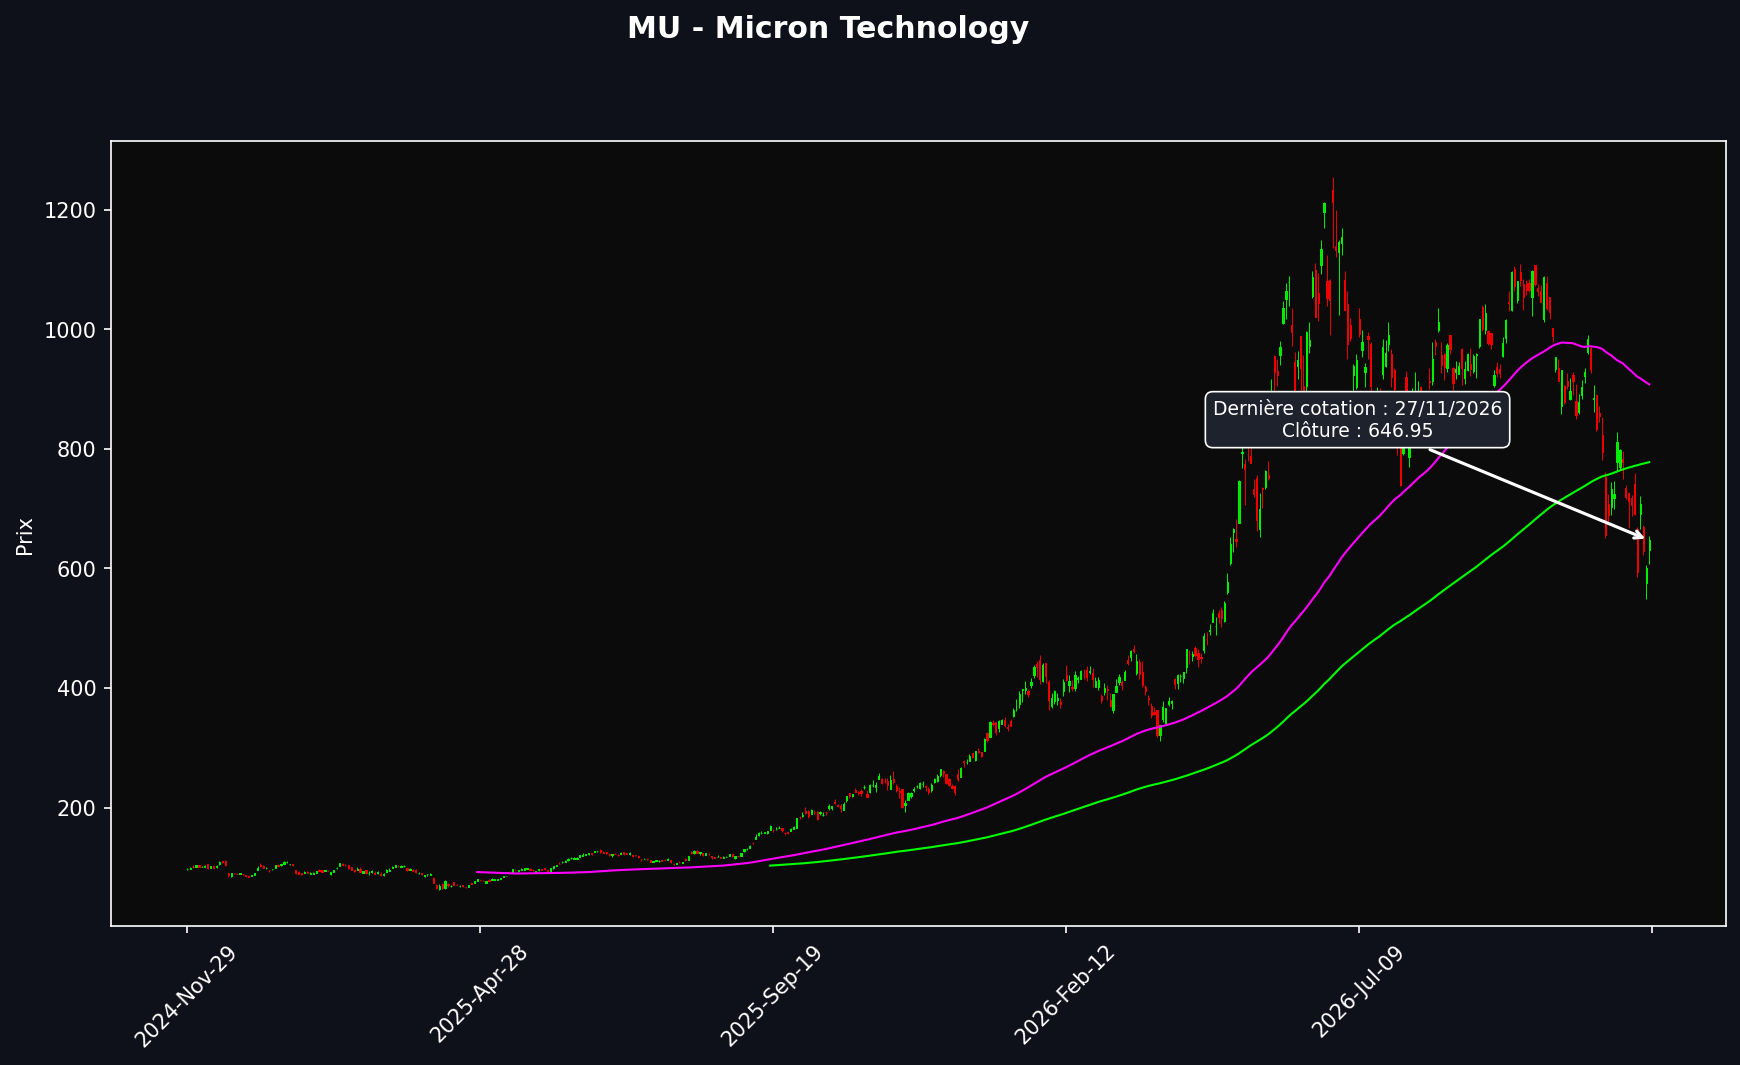 MU - Micron Technology
Prix
1200
1000
800
600
400
200
Dernière cotation : 27/11/2026
Clôture : 646.95
2024-Nov-29
2025-Apr-28
2025-Sep-19
2026-Feb-12
2026-Jul-09